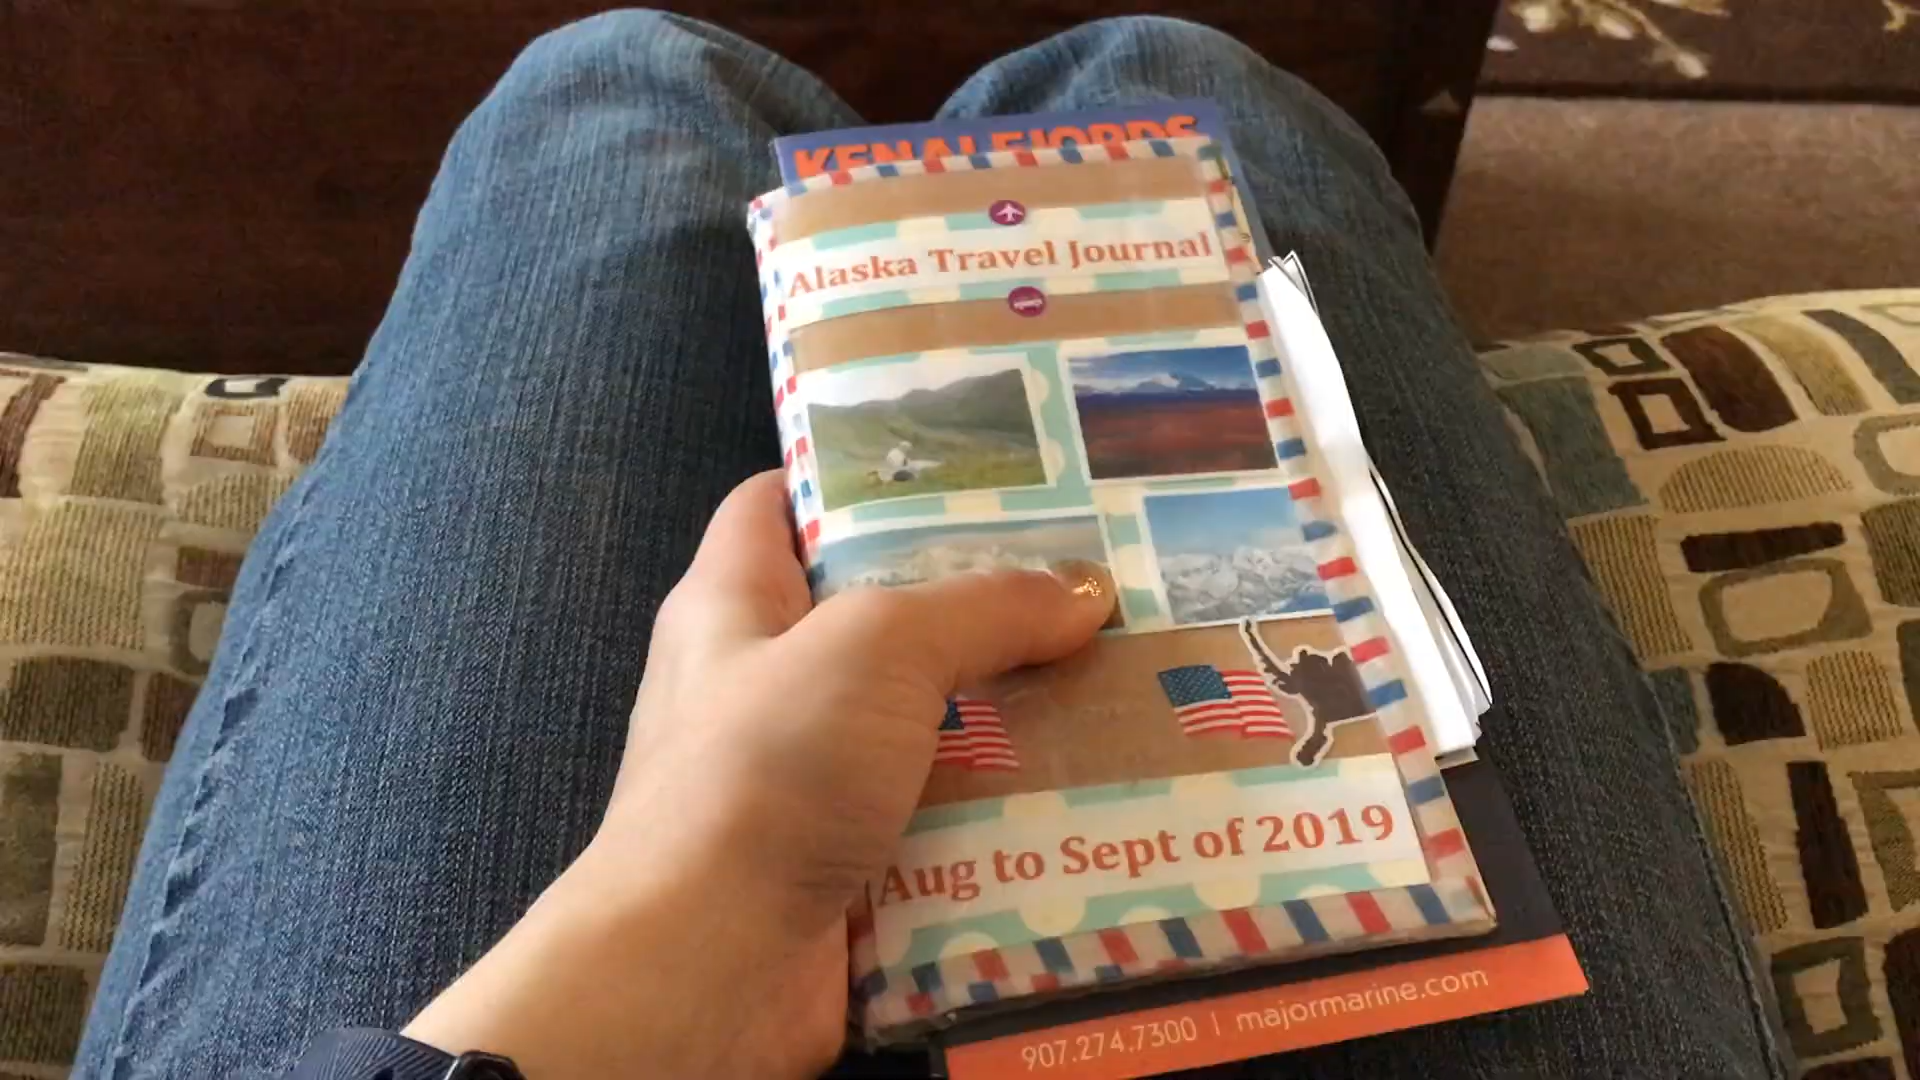 KENAI FJORDS
Alaska Travel Journal
Aug to Sept of 2019
907.274.7300 | majormarine.com